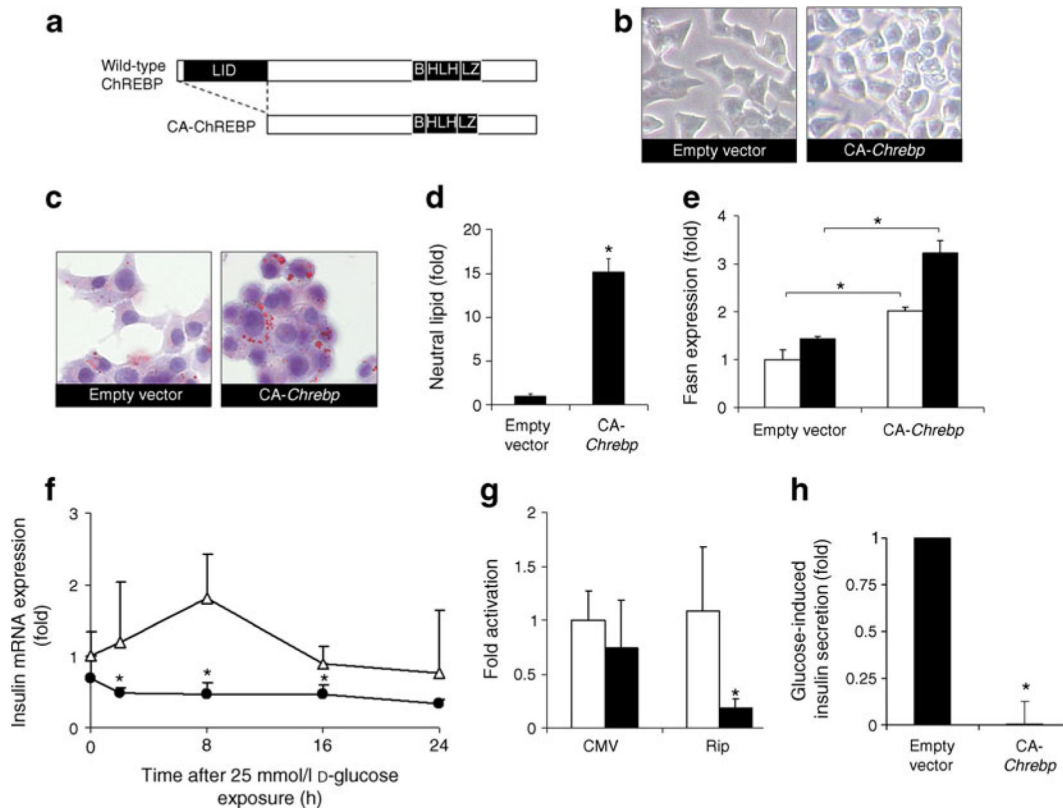 a
Wild-type
ChREBP
LID
B HLH LZ
CA-ChREBP
B HLH LZ
b
Empty vector
CA-Chrebp
c
Empty vector
CA-Chrebp
d
Neutral lipid (fold)
20
15
10
5
0
*
Empty
vector
CA-
Chrebp
e
Fasn expression (fold)
4
3
2
1
0
*
*
Empty vector
CA-Chrebp
f
Insulin mRNA expression
(fold)
3
2
1
0
*
*
*
0
8
16
24
Time after 25 mmol/l D-glucose
exposure (h)
g
Fold activation
2
1.5
1
0.5
0
*
CMV
Rip
h
Glucose-induced
insulin secretion (fold)
1
0.75
0.5
0.25
0
*
Empty
vector
CA-
Chrebp